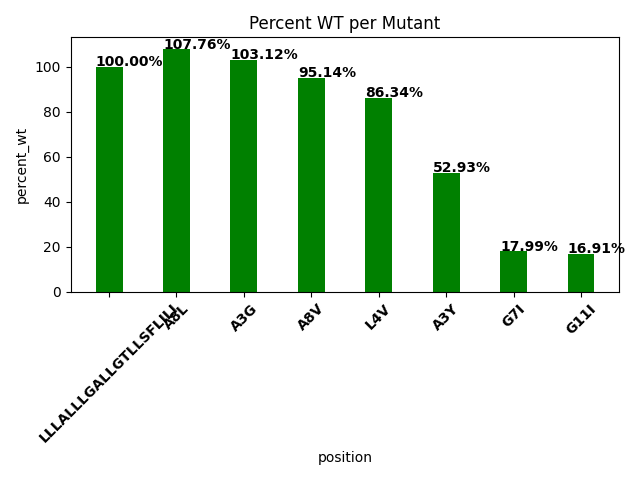 Percent WT per Mutant
percent_wt
100
80
60
40
20
0
100.00%
107.76%
103.12%
95.14%
86.34%
52.93%
17.99%
16.91%
A8L
A3G
A8V
L4V
A3Y
G7I
G11I
position